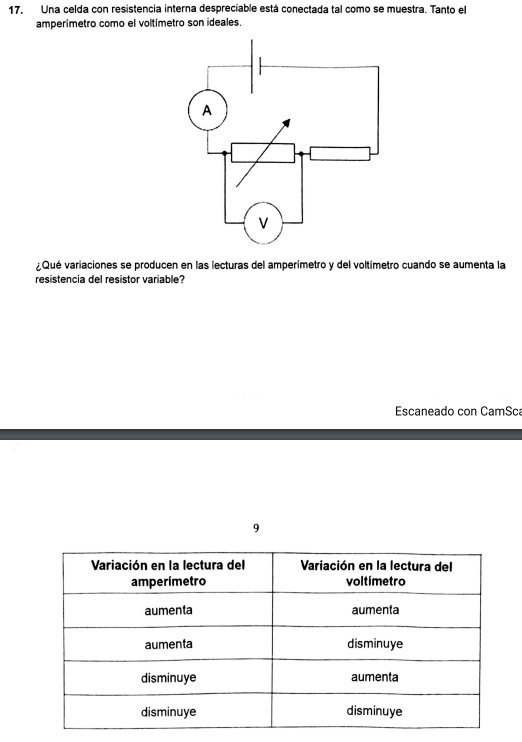 17. Una celda con resistencia interna despreciable está conectada tal como se muestra. Tanto el
amperímetro como el voltímetro son ideales.
A
V
¿Qué variaciones se producen en las lecturas del amperímetro y del voltímetro cuando se aumenta la
resistencia del resistor variable?
Escaneado con CamSca
9
Variación en la lectura del amperímetro Variación en la lectura del voltímetro
aumenta aumenta
aumenta disminuye
disminuye aumenta
disminuye disminuye